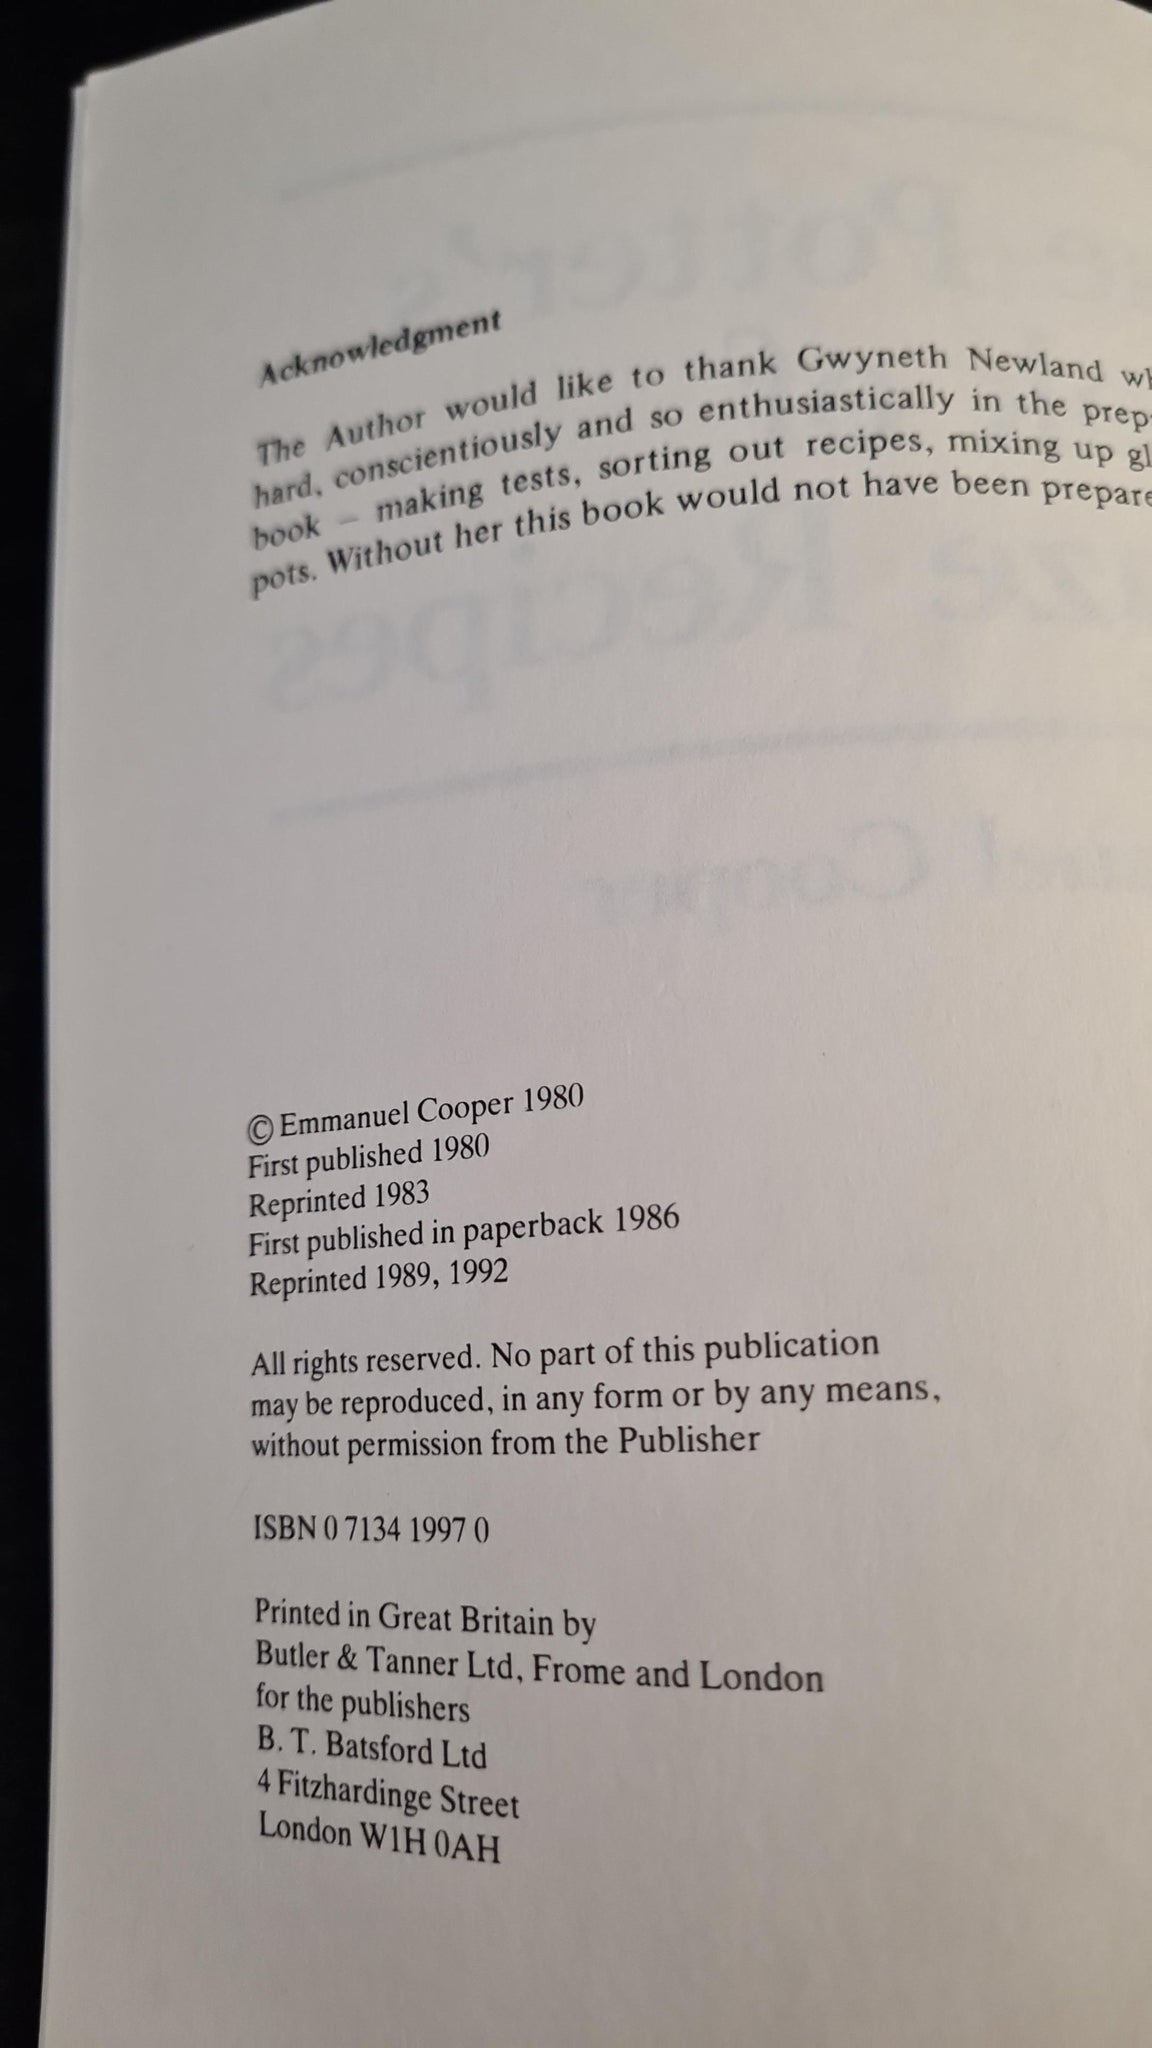 Acknowledgment
The Author would like to thank Gwyneth Newland
hard, conscientiously and so enthusiastically in the
book – making tests, sorting out recipes, mixing up
pots. Without her this book would not have been
© Emmanuel Cooper 1980
First published 1980
Reprinted 1983
First published in paperback 1986
Reprinted 1989, 1992
All rights reserved. No part of this publication
may be reproduced, in any form or by any means,
without permission from the Publisher
ISBN 0 7134 1997 0
Printed in Great Britain by
Butler & Tanner Ltd, Frome and London
for the publishers
B. T. Batsford Ltd
4 Fitzhardinge Street
London W1H 0AH